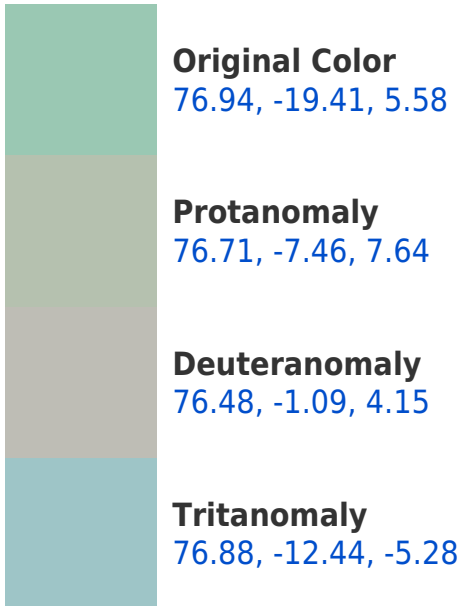 Original Color
76.94, -19.41, 5.58
Protanomaly
76.71, -7.46, 7.64
Deuteranomaly
76.48, -1.09, 4.15
Tritanomaly
76.88, -12.44, -5.28